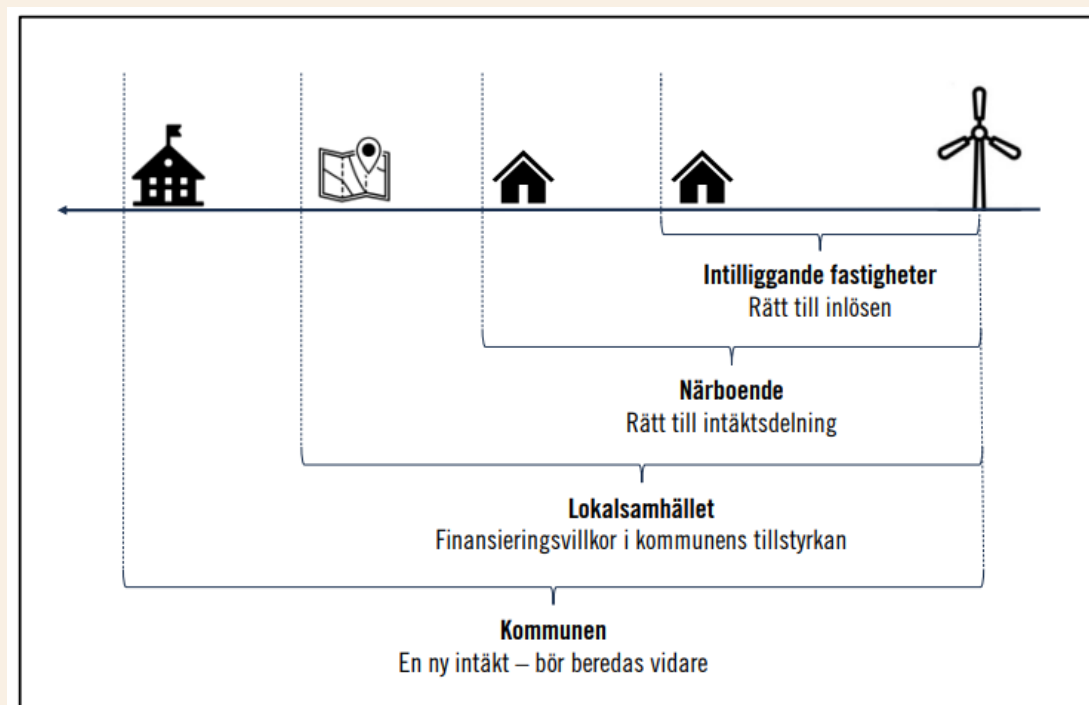 Intilliggande fastigheter
Rätt till inlösen
Närboende
Rätt till intäktsdelning
Lokalsamhället
Finansieringsvillkor i kommunens tillstyrkan
Kommunen
En ny intäkt – bör beredas vidare